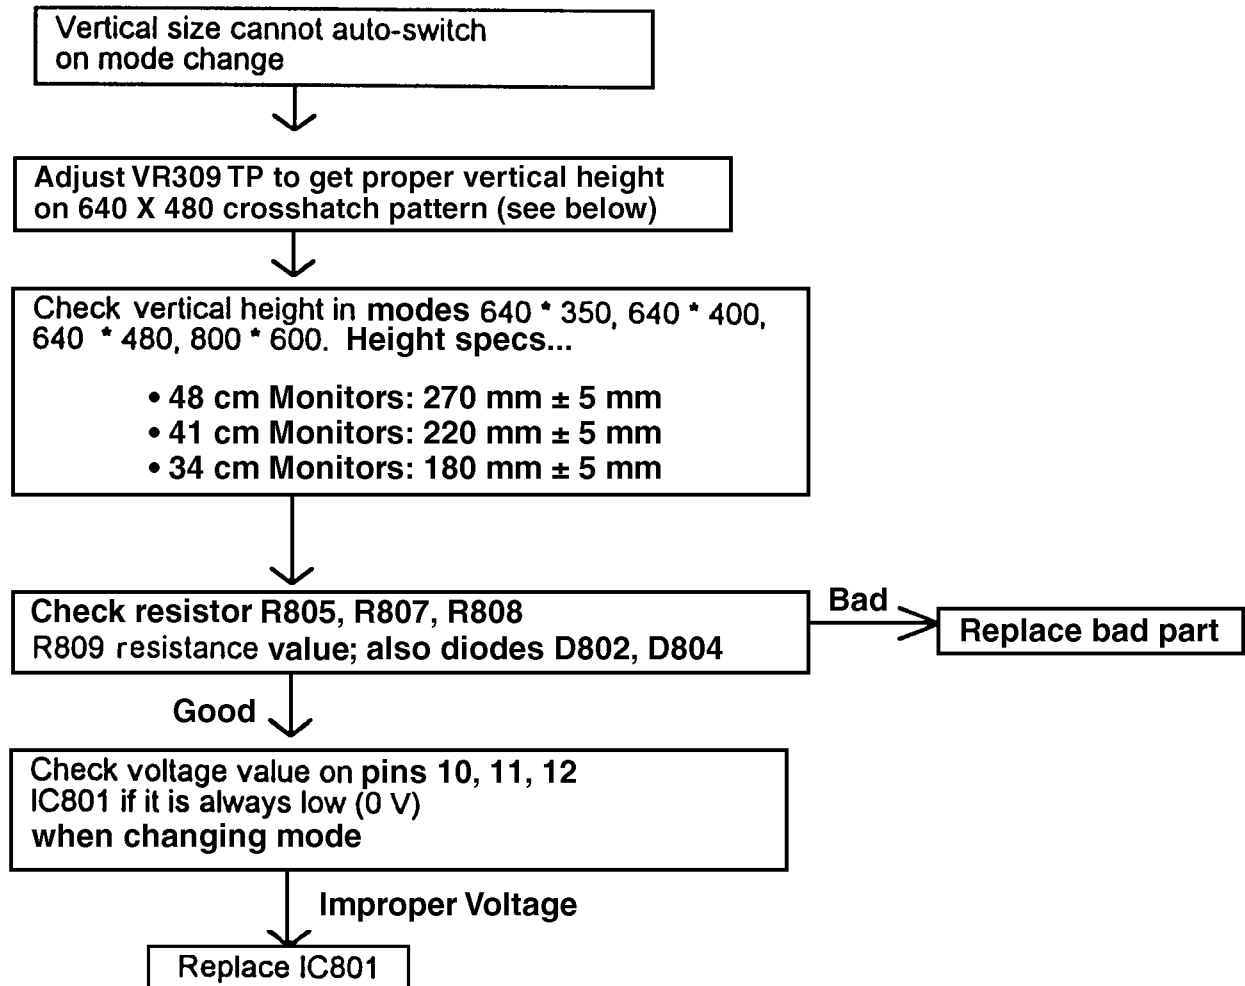 Vertical size cannot auto-switch
on mode change
Adjust VR309 TP to get proper vertical height
on 640 X 480 crosshatch pattern (see below)
Check vertical height in modes 640 * 350, 640 * 400,
640 * 480, 800 * 600. Height specs...
• 48 cm Monitors: 270 mm ± 5 mm
• 41 cm Monitors: 220 mm ± 5 mm
• 34 cm Monitors: 180 mm ± 5 mm
Check resistor R805, R807, R808
R809 resistance value; also diodes D802, D804
Bad
Replace bad part
Good
Check voltage value on pins 10, 11, 12
IC801 if it is always low (0 V)
when changing mode
Improper Voltage
Replace IC801